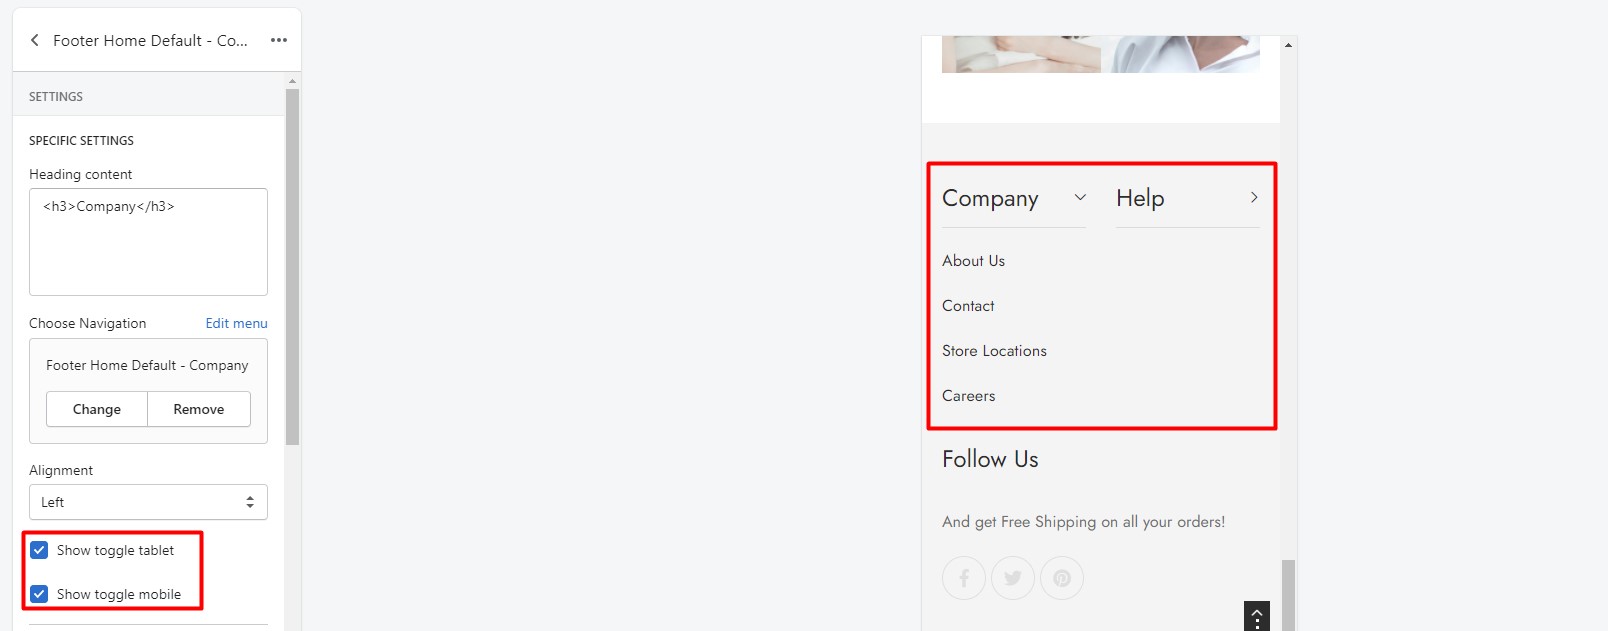 Footer Home Default - Co...
SETTINGS
SPECIFIC SETTINGS
Heading content
<h3>Company</h3>
Choose Navigation
Edit menu
Footer Home Default - Company
Change
Remove
Alignment
Left
Show toggle tablet
Show toggle mobile
Company
Help
About Us
Contact
Store Locations
Careers
Follow Us
And get Free Shipping on all your orders!